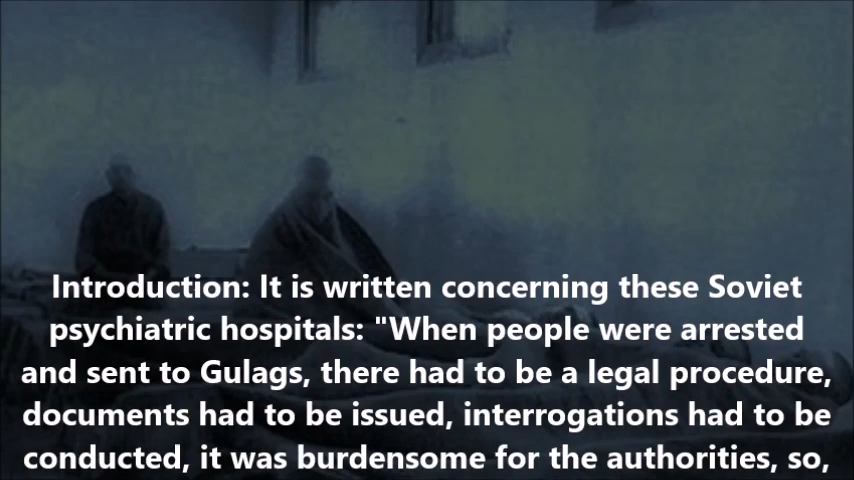 Introduction: It is written concerning these Soviet
psychiatric hospitals: "When people were arrested
and sent to Gulags, there had to be a legal procedure,
documents had to be issued, interrogations had to be
conducted, it was burdensome for the authorities, so,